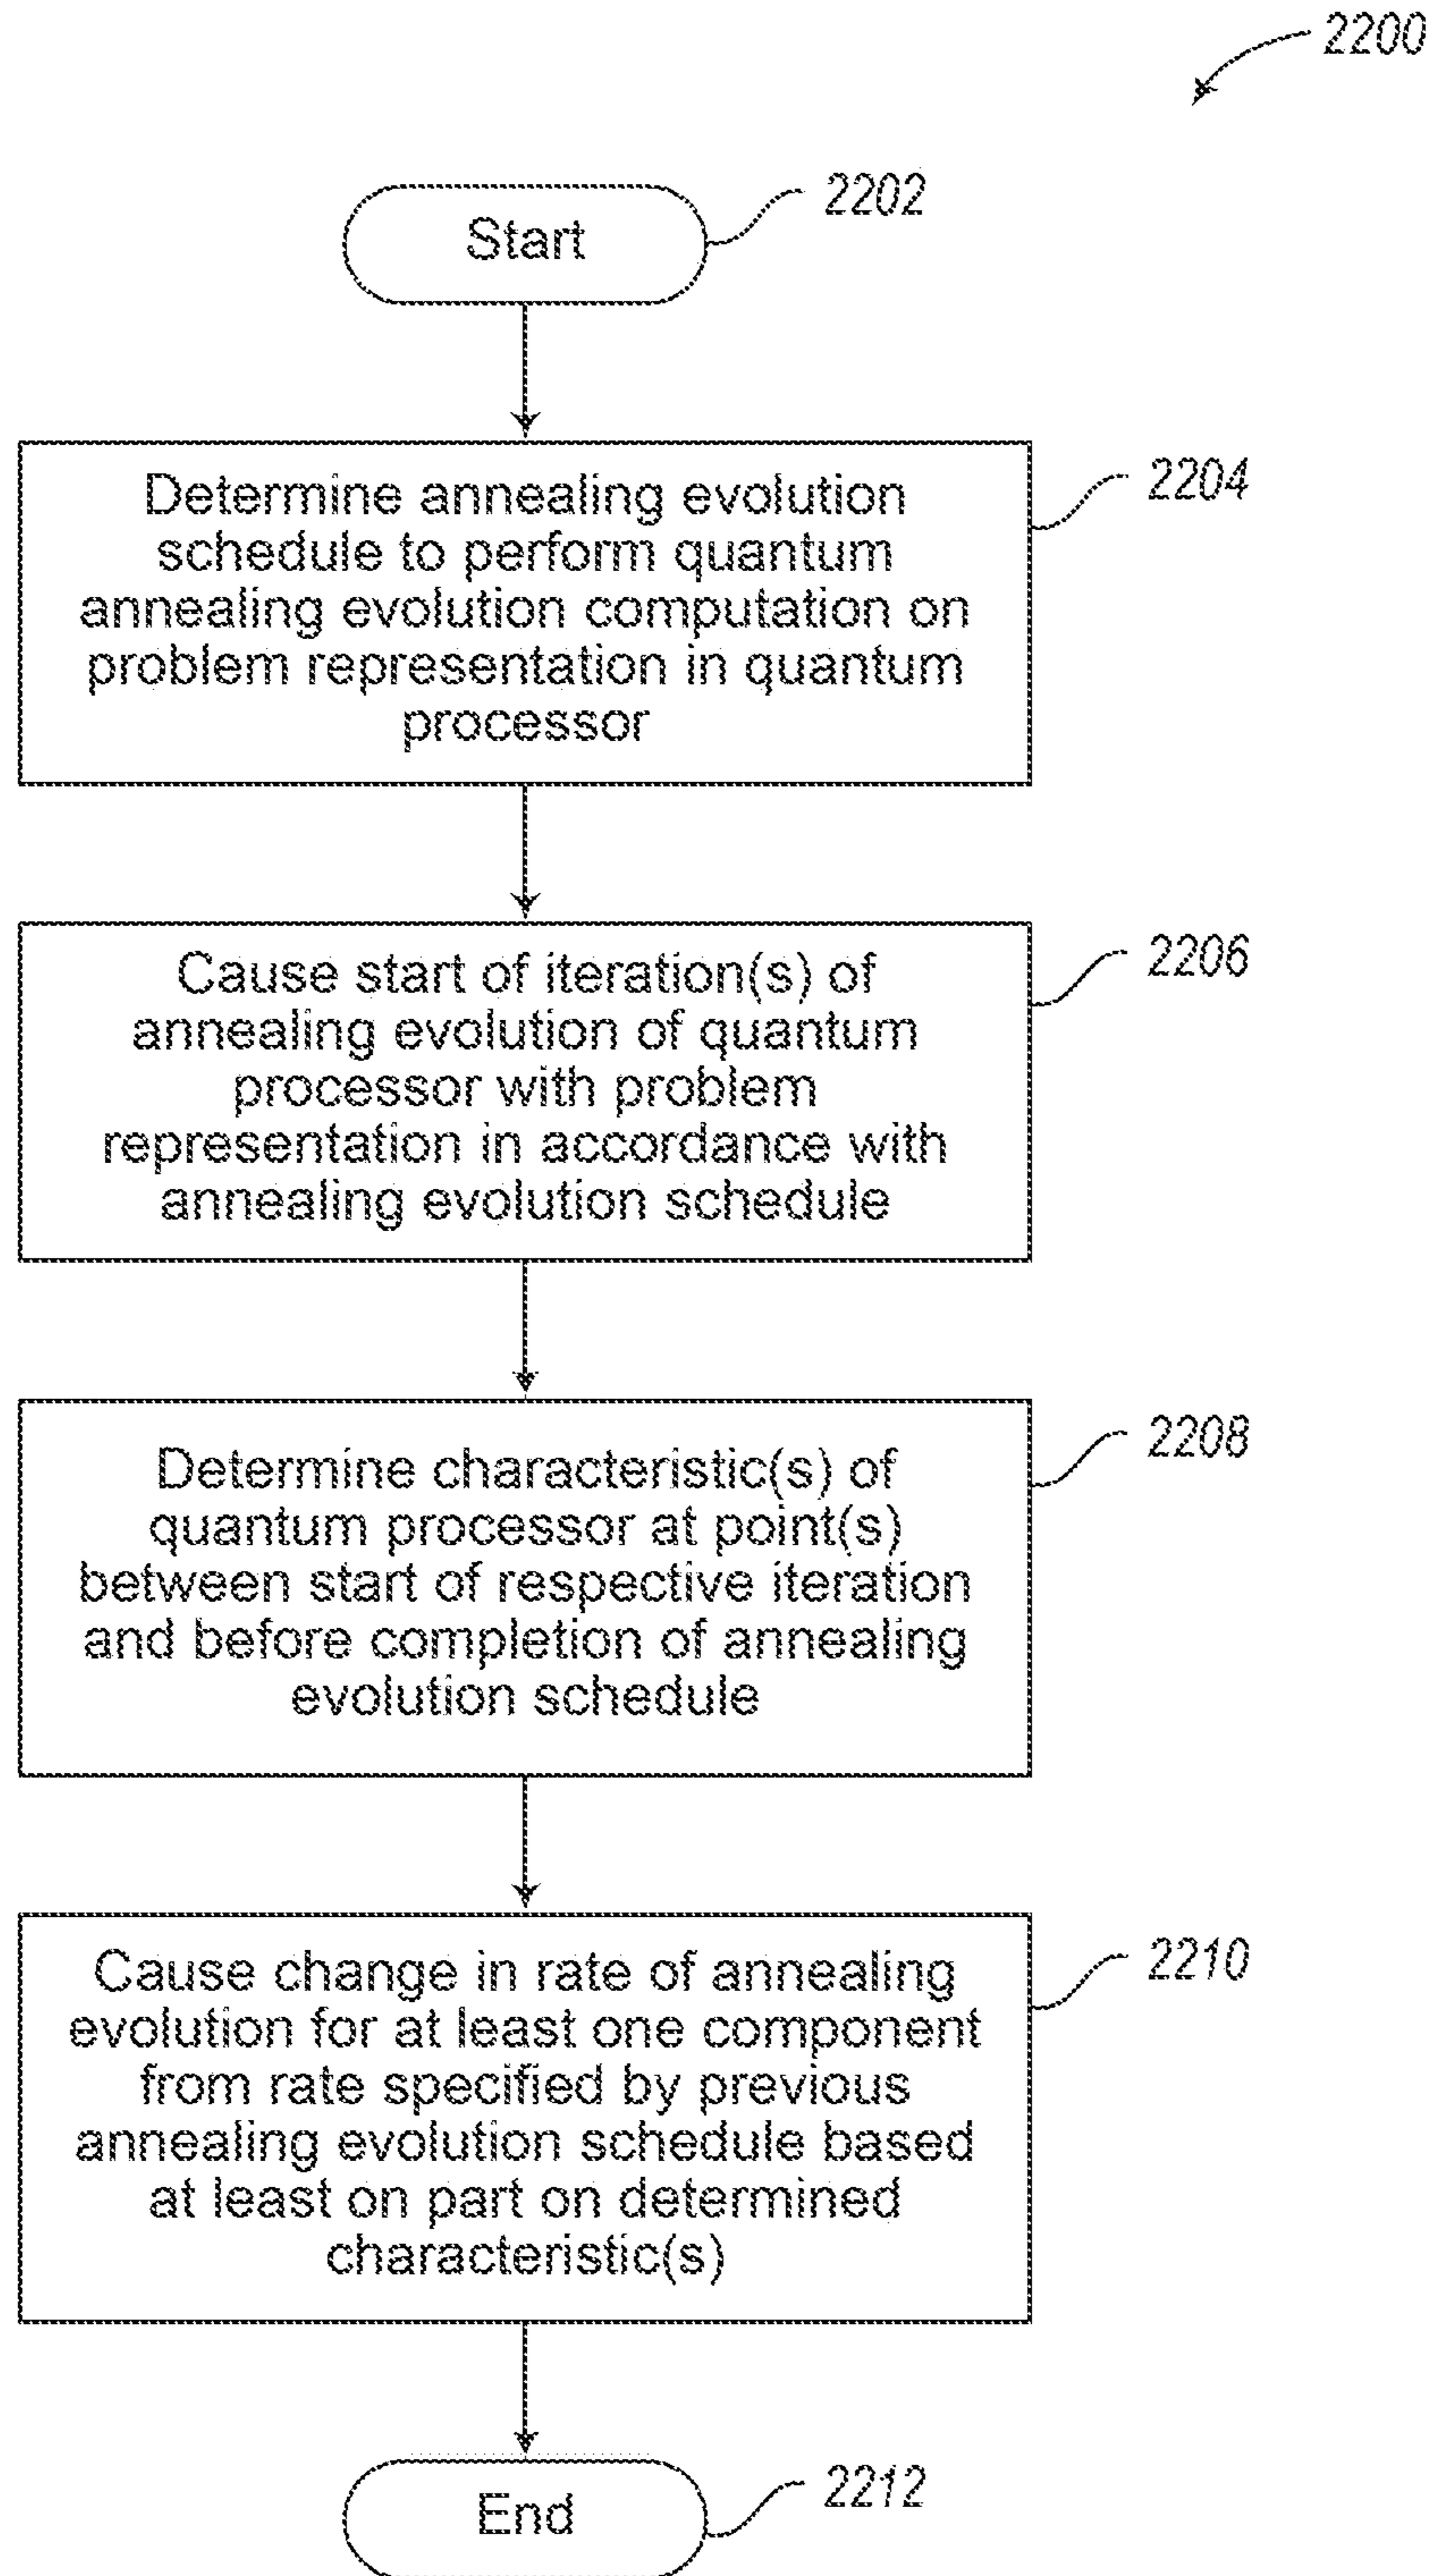 2200
Start
2202
Determine annealing evolution
schedule to perform quantum
annealing evolution computation on
problem representation in quantum
processor
2204
Cause start of iteration(s) of
annealing evolution of quantum
processor with problem
representation in accordance with
annealing evolution schedule
2206
Determine characteristic(s) of
quantum processor at point(s)
between start of respective iteration
and before completion of annealing
evolution schedule
2208
Cause change in rate of annealing
evolution for at least one component
from rate specified by previous
annealing evolution schedule based
at least on part on determined
characteristic(s)
2210
End
2212